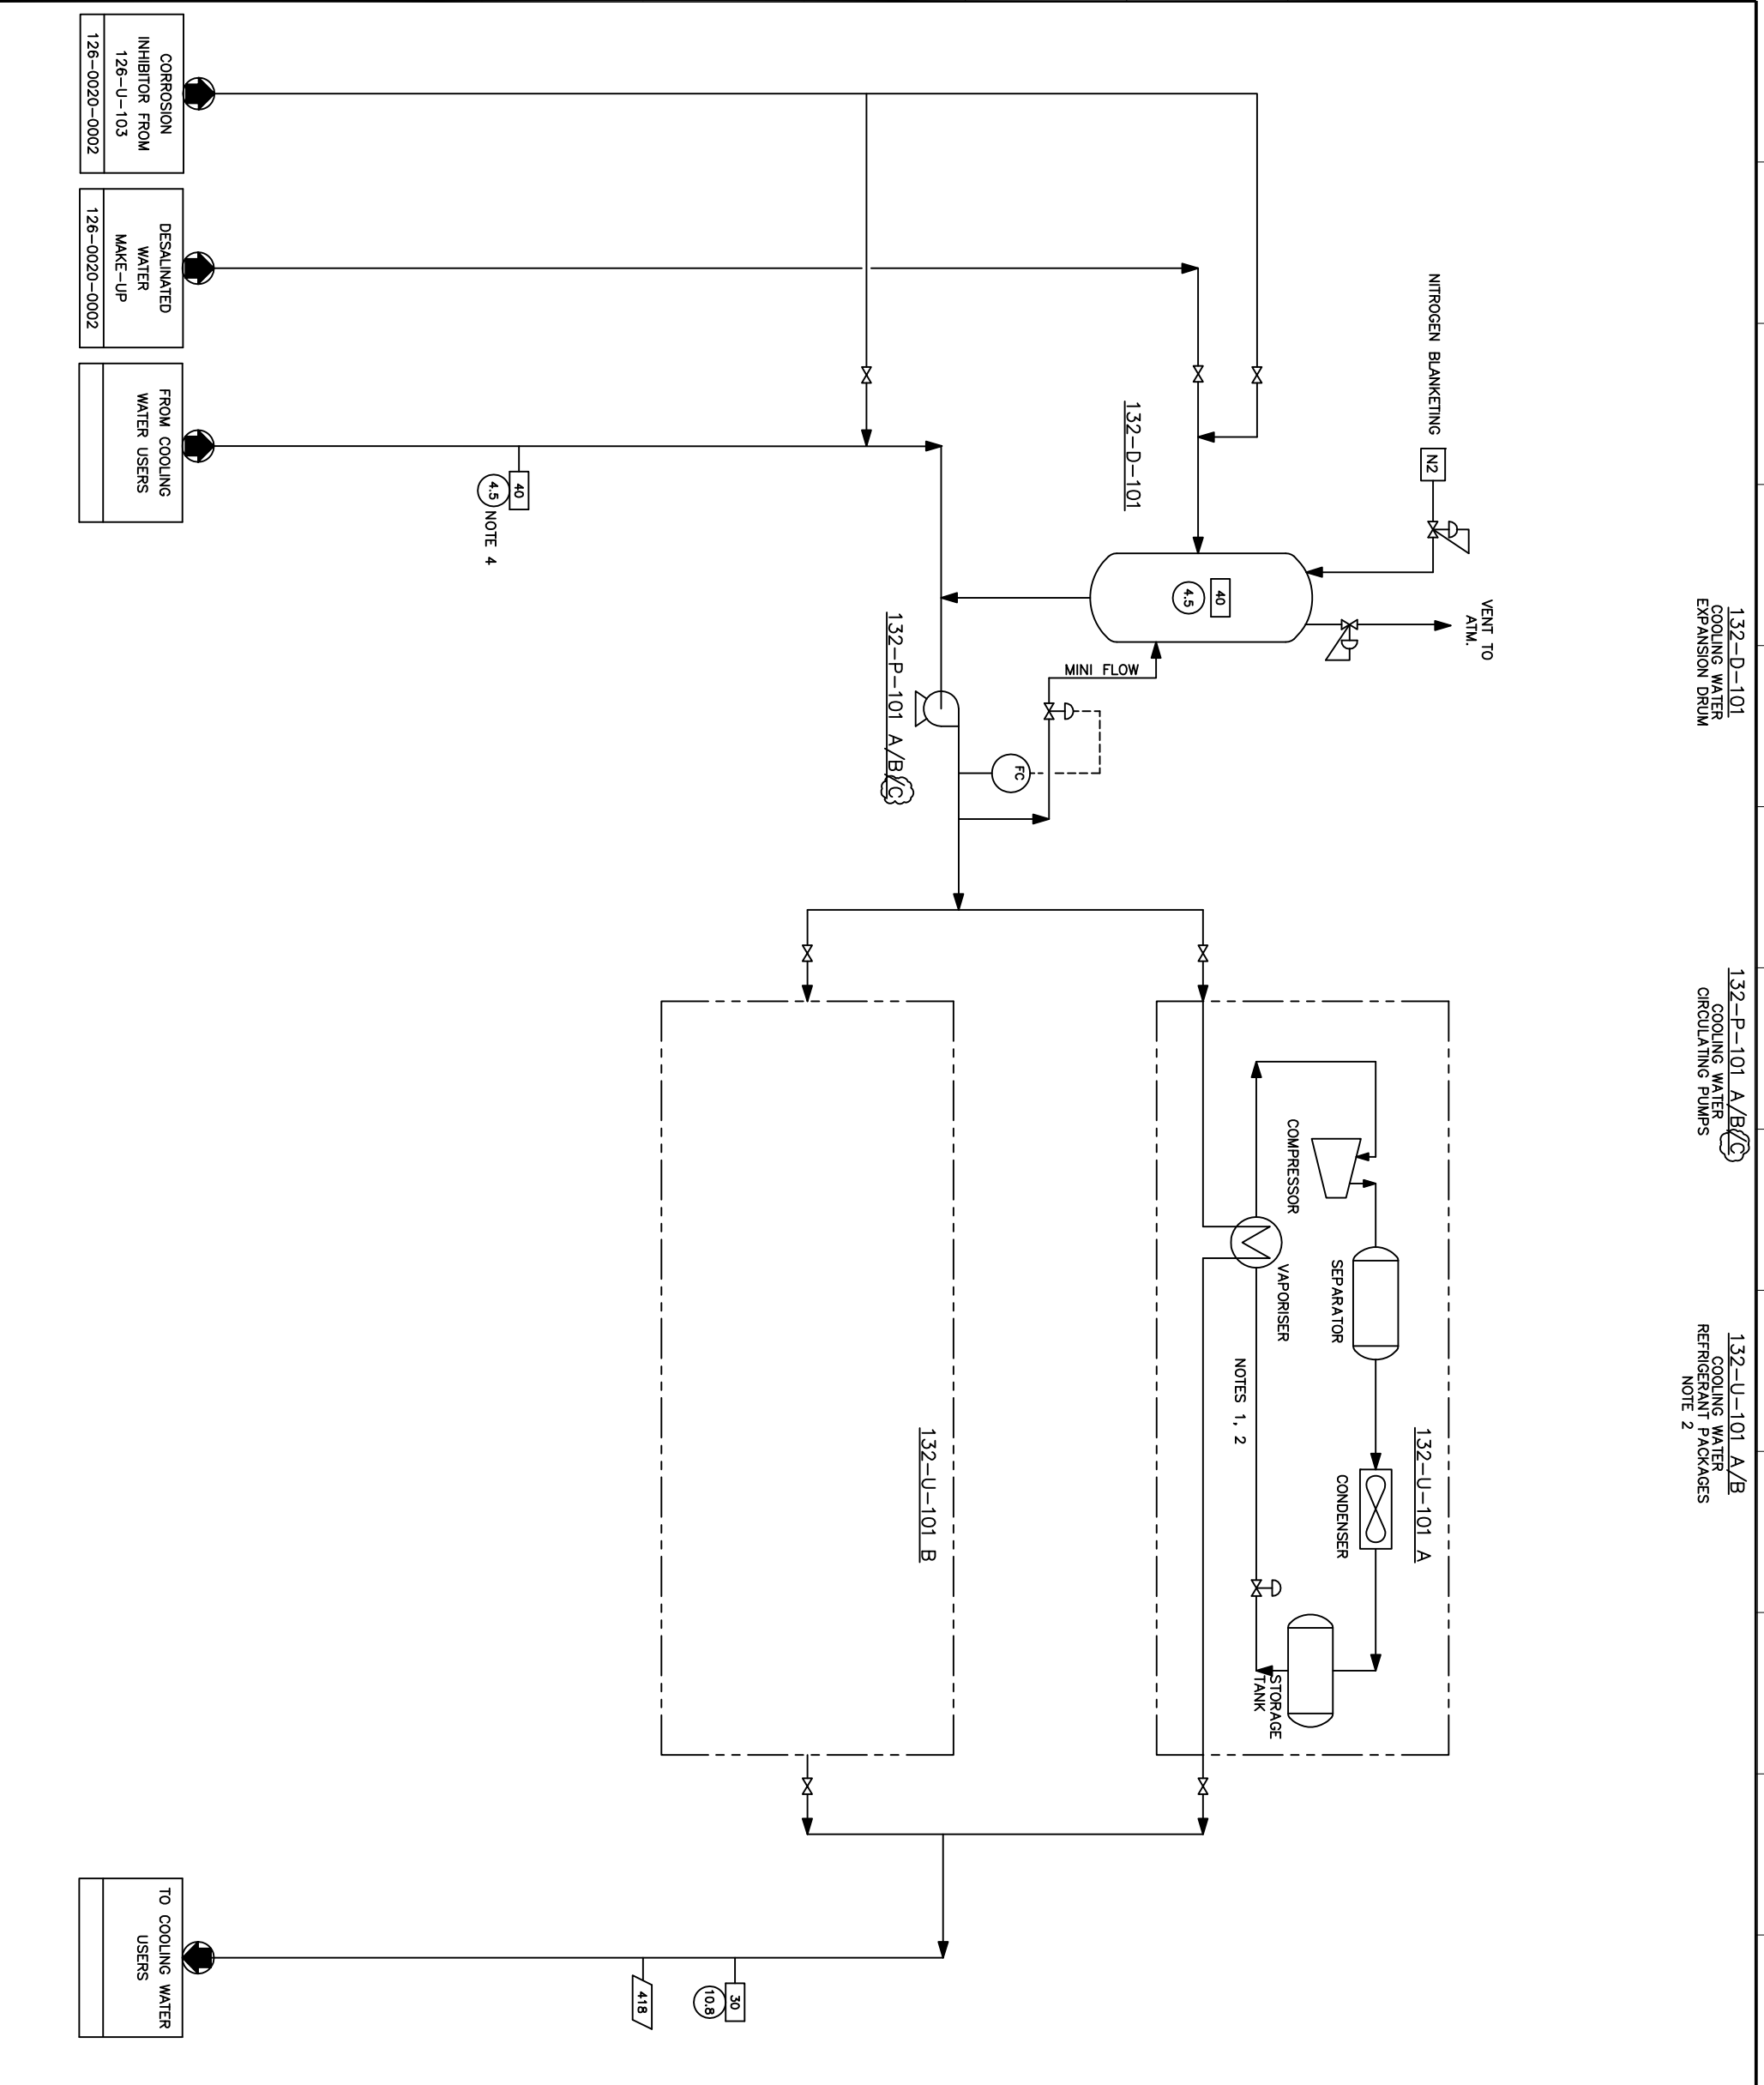 132-D-101
COOLING WATER
EXPANSION DRUM
132-P-101 A/B/C
COOLING WATER
CIRCULATING PUMPS
132-U-101 A/B
COOLING WATER
REFRIGERANT PACKAGES
NOTE 2
VENT TO
ATM.
NITROGEN BLANKETING
N2
132-U-101 A
SEPARATOR
CONDENSER
COMPRESSOR
VAPORISER
STORAGE
TANK
NOTES 1, 2
40
4.5
132-D-101
MINI FLOW
FC
132-P-101 A/B/C
132-U-101 B
30
10.8
418
40
4.5
NOTE 4
CORROSION
INHIBITOR FROM
126-U-103
126-0020-0002
DESALINATED
WATER
MAKE-UP
126-0020-0002
FROM COOLING
WATER USERS
TO COOLING WATER
USERS